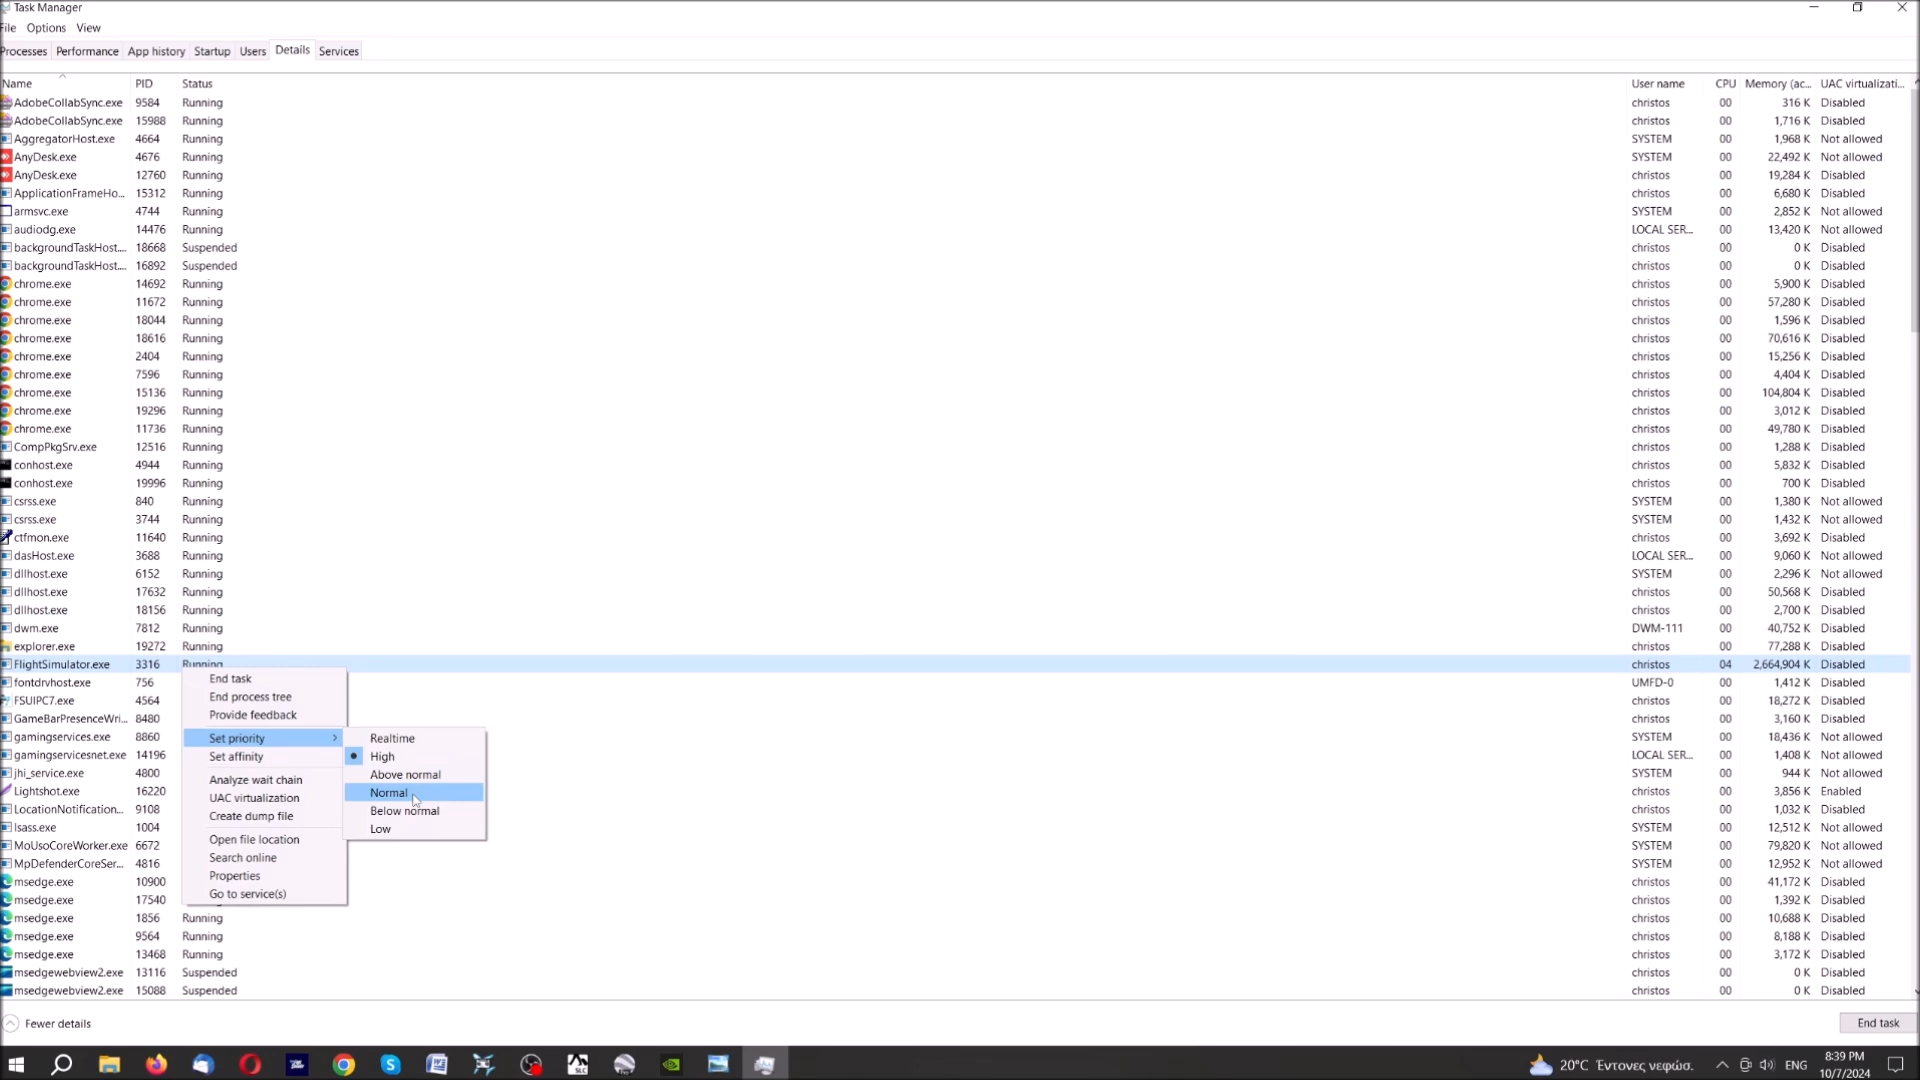 Task Manager
File Options View
Processes Performance App history Startup Users Details Services
Name PID Status User name CPU Memory (ac... UAC virtualizati...
AdobeCollabSync.exe 9584 Running christos 00 316 K Disabled
AdobeCollabSync.exe 15988 Running christos 00 1,716 K Disabled
AggregatorHost.exe 4664 Running SYSTEM 00 1,968 K Not allowed
AnyDesk.exe 4676 Running SYSTEM 00 22,492 K Not allowed
AnyDesk.exe 12760 Running christos 00 19,284 K Disabled
ApplicationFrameHo... 15312 Running christos 00 6,680 K Disabled
armsvc.exe 4744 Running SYSTEM 00 2,852 K Not allowed
audiodg.exe 14476 Running LOCAL SER... 00 13,420 K Not allowed
backgroundTaskHost.... 18668 Suspended christos 00 0 K Disabled
backgroundTaskHost.... 16892 Suspended christos 00 0 K Disabled
chrome.exe 14692 Running christos 00 5,900 K Disabled
chrome.exe 11672 Running christos 00 57,280 K Disabled
chrome.exe 18044 Running christos 00 1,596 K Disabled
chrome.exe 18616 Running christos 00 70,616 K Disabled
chrome.exe 2404 Running christos 00 15,256 K Disabled
chrome.exe 7596 Running christos 00 4,404 K Disabled
chrome.exe 15136 Running christos 00 104,804 K Disabled
chrome.exe 19296 Running christos 00 3,012 K Disabled
chrome.exe 11736 Running christos 00 49,780 K Disabled
CompPkgSrv.exe 12516 Running christos 00 1,288 K Disabled
conhost.exe 4944 Running christos 00 5,832 K Disabled
conhost.exe 19996 Running christos 00 700 K Disabled
csrss.exe 840 Running SYSTEM 00 1,380 K Not allowed
csrss.exe 3744 Running SYSTEM 00 1,432 K Not allowed
ctfmon.exe 11640 Running christos 00 3,692 K Disabled
dasHost.exe 3688 Running LOCAL SER... 00 9,060 K Not allowed
dllhost.exe 6152 Running SYSTEM 00 2,296 K Not allowed
dllhost.exe 17632 Running christos 00 50,568 K Disabled
dllhost.exe 18156 Running christos 00 2,700 K Disabled
dwm.exe 7812 Running DWM-111 00 40,752 K Disabled
explorer.exe 19272 Running christos 00 77,288 K Disabled
FlightSimulator.exe 3316 Running christos 04 2,664,904 K Disabled
fontdrvhost.exe 756 End task UMFD-0 00 1,412 K Disabled
FSUIPC7.exe 4564 End process tree christos 00 18,272 K Disabled
GameBarPresenceWri... 8480 Provide feedback christos 00 3,160 K Disabled
gamingservices.exe 8860 Set priority Realtime SYSTEM 00 18,436 K Not allowed
gamingservicesnet.exe 14196 Set affinity High LOCAL SER... 00 1,408 K Not allowed
jhi_service.exe 4800 Analyze wait chain Above normal SYSTEM 00 944 K Not allowed
Lightshot.exe 16220 UAC virtualization Normal christos 00 3,856 K Enabled
LocationNotification... 9108 Create dump file Below normal christos 00 1,032 K Disabled
lsass.exe 1004 Low SYSTEM 00 12,512 K Not allowed
MoUsoCoreWorker.exe 6672 Open file location SYSTEM 00 79,820 K Not allowed
MpDefenderCoreSer... 4816 Search online SYSTEM 00 12,952 K Not allowed
msedge.exe 10900 Properties christos 00 41,172 K Disabled
msedge.exe 17540 Go to service(s) christos 00 1,392 K Disabled
msedge.exe 1856 Running christos 00 10,688 K Disabled
msedge.exe 9564 Running christos 00 8,188 K Disabled
msedge.exe 13468 Running christos 00 3,172 K Disabled
msedgewebview2.exe 13116 Suspended christos 00 0 K Disabled
msedgewebview2.exe 15088 Suspended christos 00 0 K Disabled
Fewer details End task
20°C Έντονες νεφώσ. ENG 8:39 PM
10/7/2024